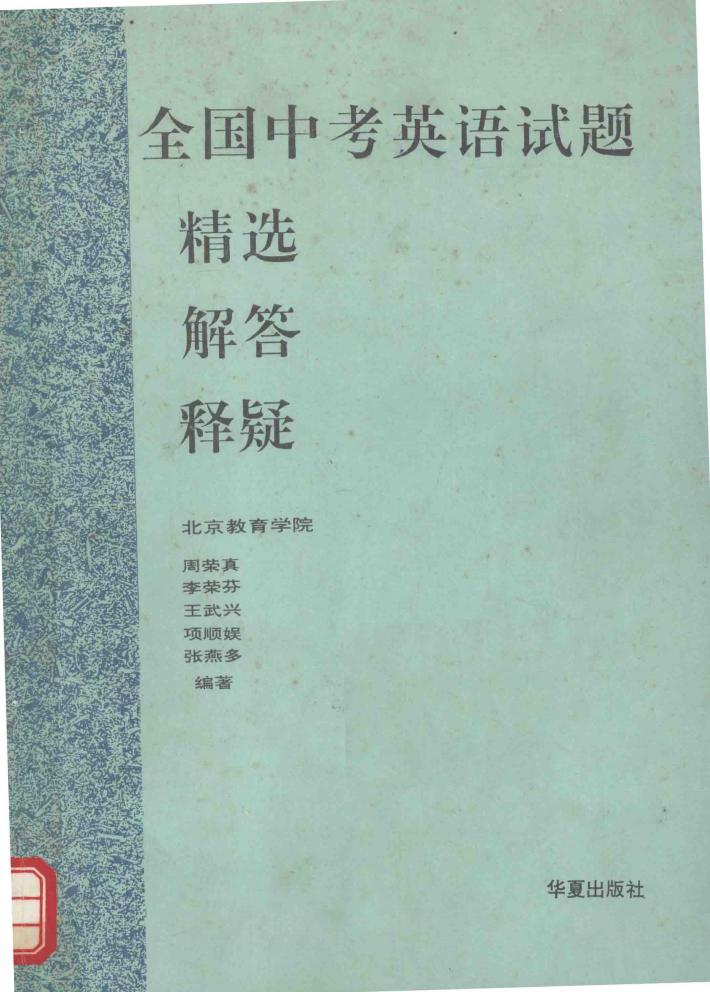 全国中考英语试题
精选
解答
释疑
北京教育学院
周荣真
李荣芬
王武兴
项顺娱
张燕多
编著
华夏出版社